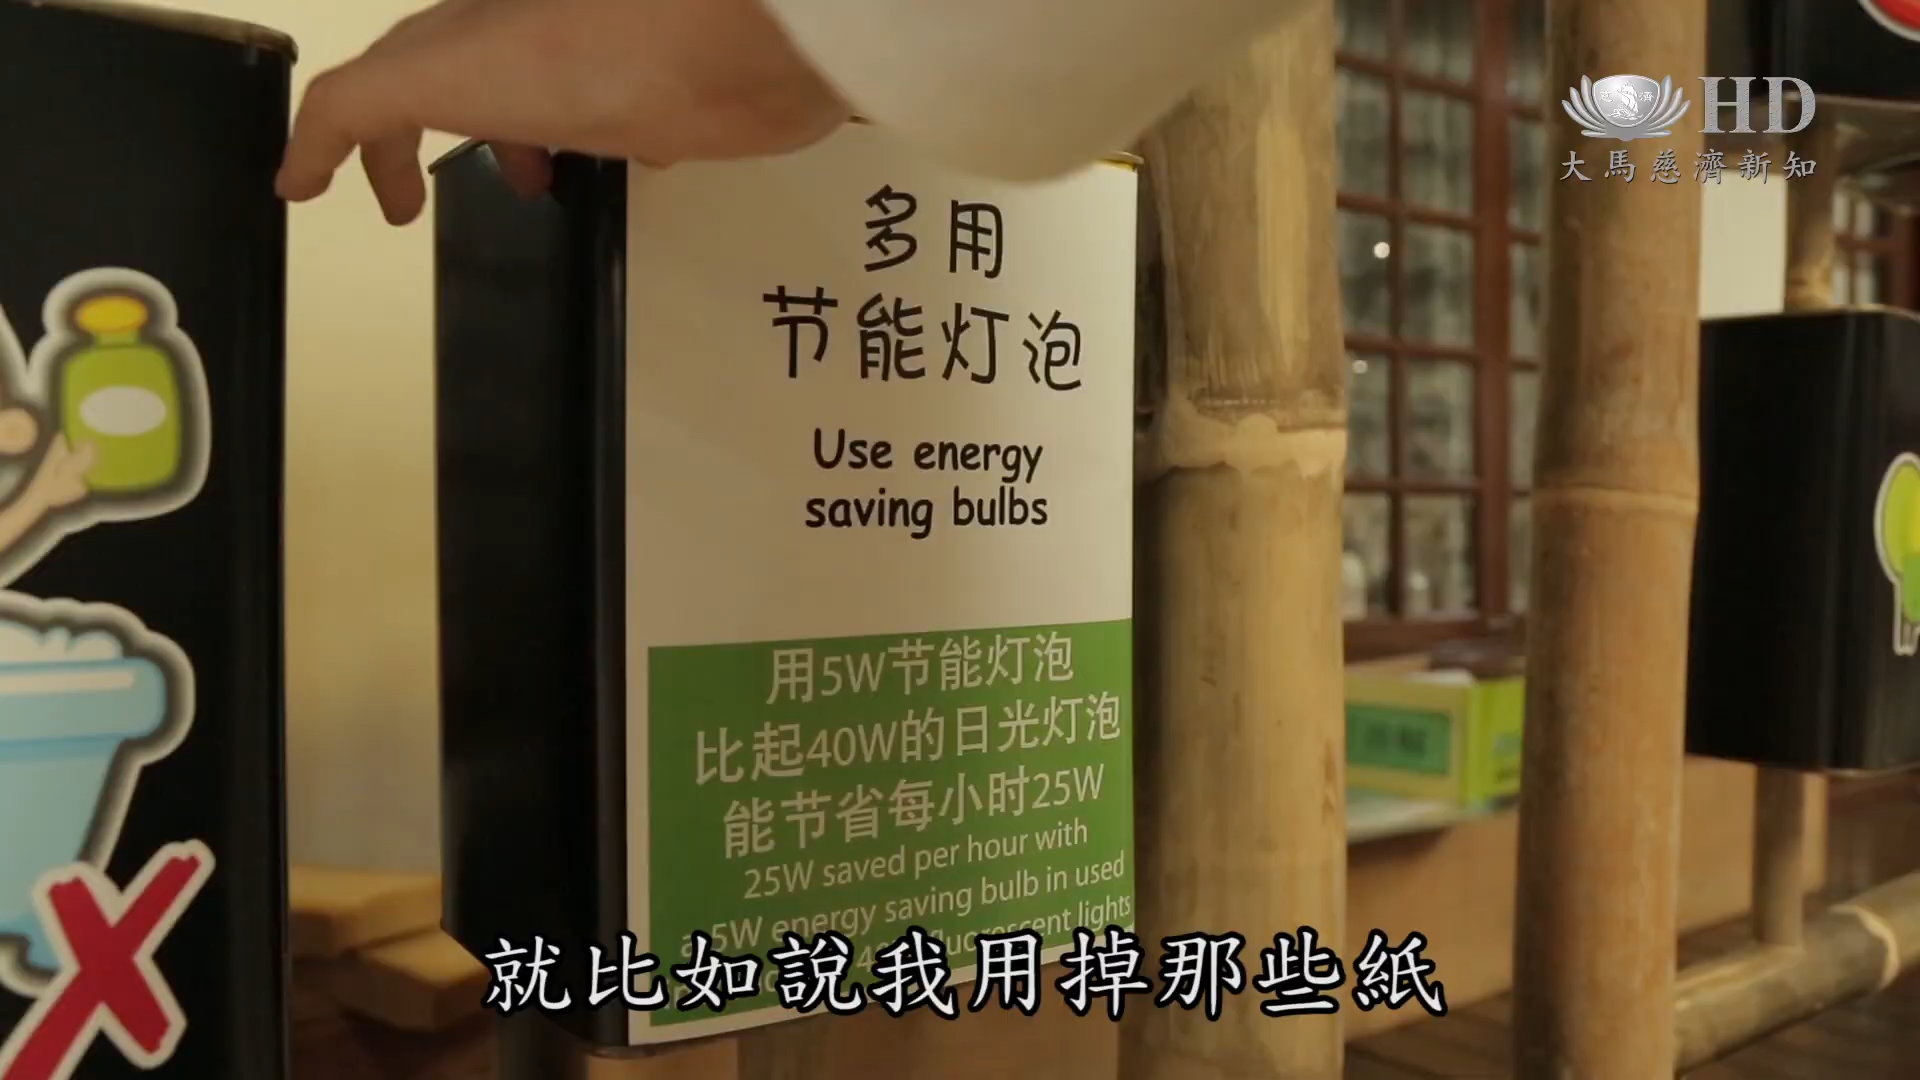 HD
大馬慈濟新知
多用
节能灯泡
Use energy
saving bulbs
用5W节能灯泡
比起40W的日光灯泡
能节省每小时25W
25W saved per hour with
a 5W energy saving bulb in used
fluorescent lights
就比如說我用掉那些紙